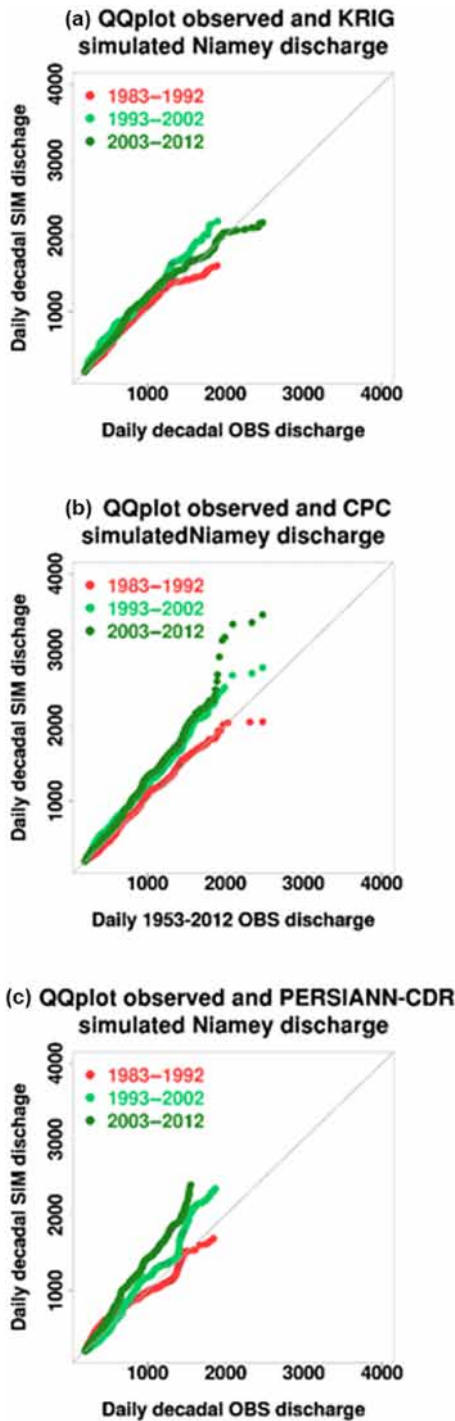 (a) QQplot observed and KRIG
simulated Niamey discharge
Daily decadal SIM dischage
4000
3000
2000
1000
1983–1992
1993–2002
2003–2012
1000 2000 3000 4000
Daily decadal OBS discharge
(b) QQplot observed and CPC
simulatedNiamey discharge
Daily decadal SIM dischage
4000
3000
2000
1000
1983–1992
1993–2002
2003–2012
1000 2000 3000 4000
Daily 1953-2012 OBS discharge
(c) QQplot observed and PERSIANN-CDR
simulated Niamey discharge
Daily decadal SIM dischage
4000
3000
2000
1000
1983–1992
1993–2002
2003–2012
1000 2000 3000 4000
Daily decadal OBS discharge